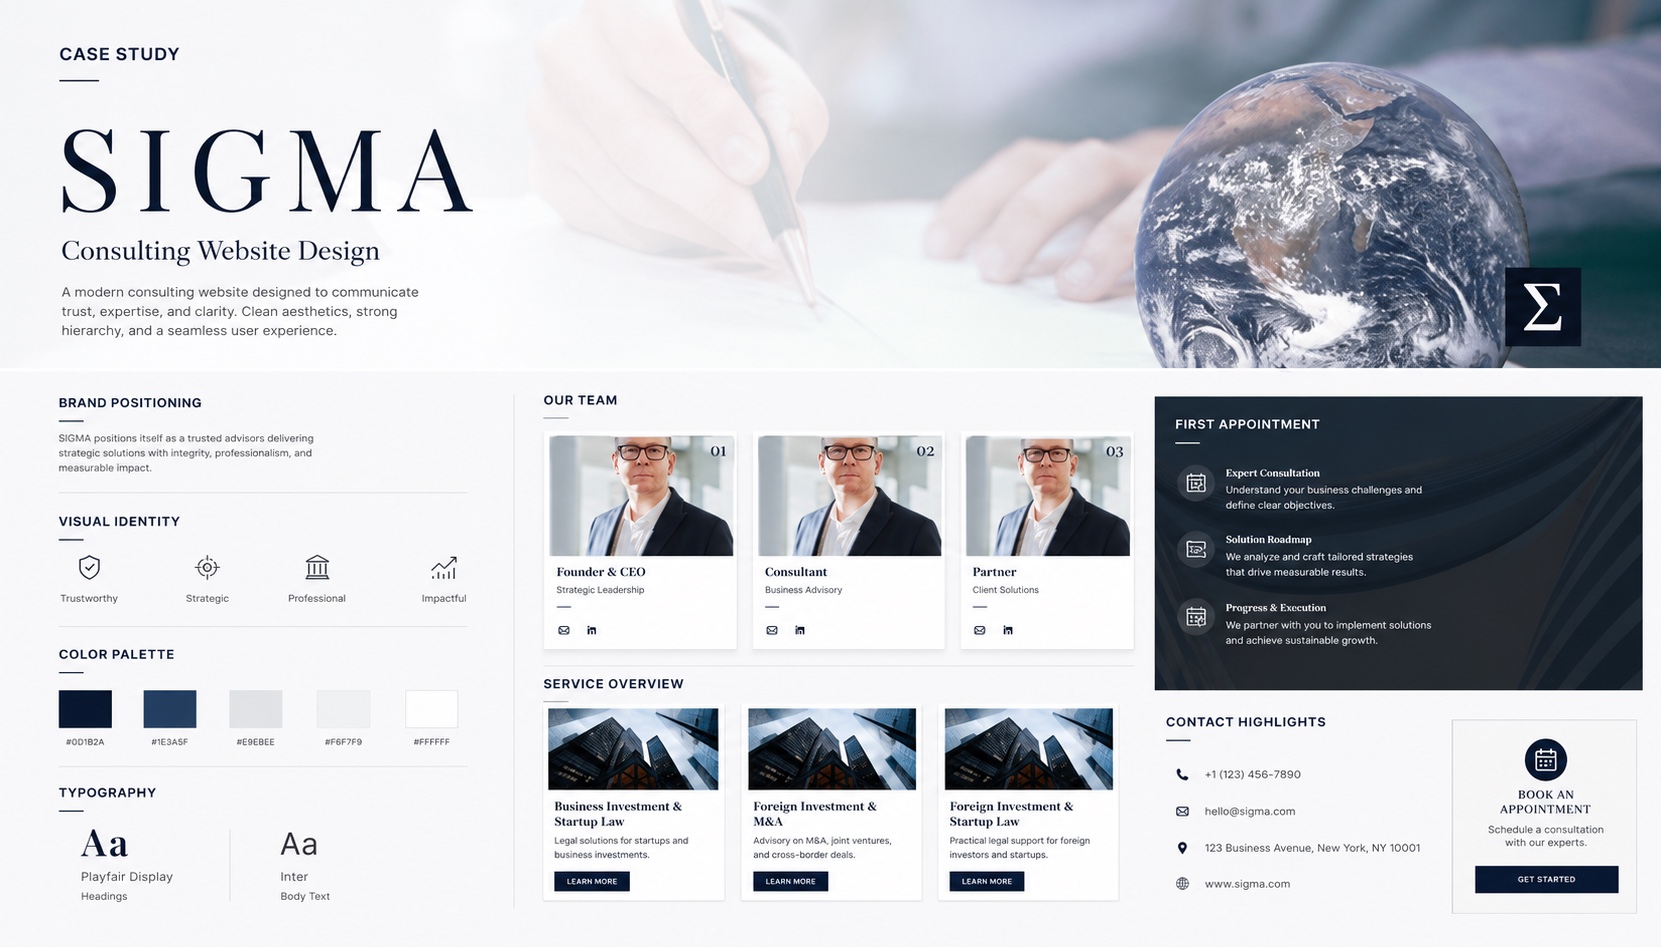 CASE STUDY
SIGMA
Consulting Website Design
A modern consulting website designed to communicate
trust, expertise, and clarity. Clean aesthetics, strong
hierarchy, and a seamless user experience.
Σ
BRAND POSITIONING
SIGMA positions itself as a trusted advisors delivering
strategic solutions with integrity, professionalism, and
measurable impact.
VISUAL IDENTITY
Trustworthy
Strategic
Professional
Impactful
COLOR PALETTE
#0D1B2A
#1E3A5F
#E9EBEE
#F6F7F9
#FFFFFF
TYPOGRAPHY
Aa
Playfair Display
Headings
Aa
Inter
Body Text
OUR TEAM
01
Founder & CEO
Strategic Leadership
in
02
Consultant
Business Advisory
in
03
Partner
Client Solutions
in
SERVICE OVERVIEW
Business Investment &
Startup Law
Legal solutions for startups and
business investments.
LEARN MORE
Foreign Investment &
M&A
Advisory on M&A, joint ventures,
and cross-border deals.
LEARN MORE
Foreign Investment &
Startup Law
Practical legal support for foreign
investors and startups.
LEARN MORE
FIRST APPOINTMENT
Expert Consultation
Understand your business challenges and
define clear objectives.
Solution Roadmap
We analyze and craft tailored strategies
that drive measurable results.
Progress & Execution
We partner with you to implement solutions
and achieve sustainable growth.
CONTACT HIGHLIGHTS
+1 (123) 456-7890
hello@sigma.com
123 Business Avenue, New York, NY 10001
www.sigma.com
BOOK AN
APPOINTMENT
Schedule a consultation
with our experts.
GET STARTED